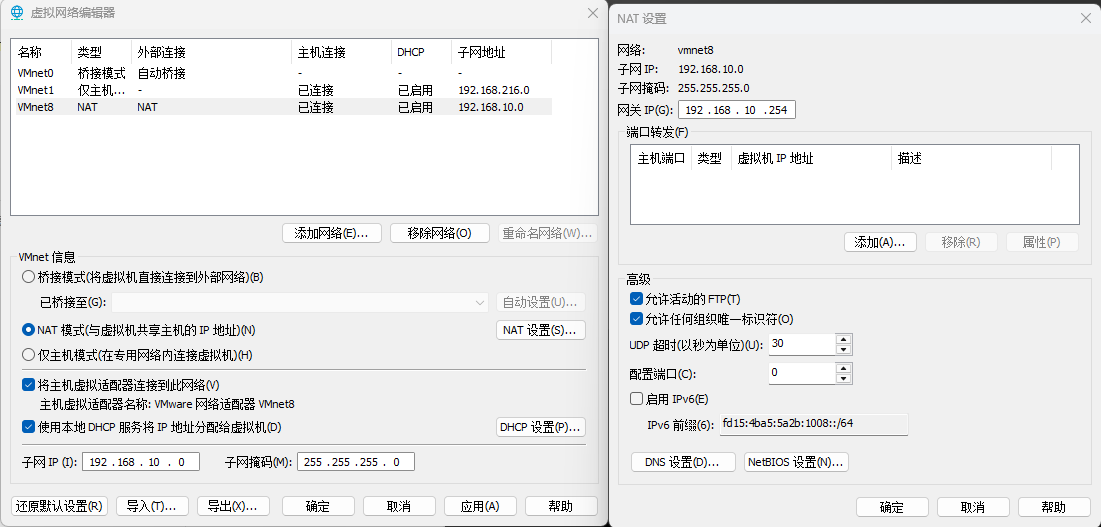 虚拟网络编辑器
名称 类型 外部连接 主机连接 DHCP 子网地址
VMnet0 桥接模式 自动桥接 - - -
VMnet1 仅主机... - 已连接 已启用 192.168.216.0
VMnet8 NAT NAT 已连接 已启用 192.168.10.0
添加网络(E)... 移除网络(O) 重命名网络(W)...
VMnet 信息
桥接模式(将虚拟机直接连接到外部网络)(B)
已桥接至(G): 自动设置(U)...
NAT 模式(与虚拟机共享主机的 IP 地址)(N) NAT 设置(S)...
仅主机模式(在专用网络内连接虚拟机)(H)
将主机虚拟适配器连接到此网络(V)
主机虚拟适配器名称: VMware 网络适配器 VMnet8
使用本地 DHCP 服务将 IP 地址分配给虚拟机(D) DHCP 设置(P)...
子网 IP (I): 192 . 168 . 10 . 0 子网掩码(M): 255 . 255 . 255 . 0
还原默认设置(R) 导入(T)... 导出(X)... 确定 取消 应用(A) 帮助
NAT 设置
网络: vmnet8
子网 IP: 192.168.10.0
子网掩码: 255.255.255.0
网关 IP(G): 192 . 168 . 10 . 254
端口转发(F)
主机端口 类型 虚拟机 IP 地址 描述
添加(A)... 移除(R) 属性(P)
高级
允许活动的 FTP(T)
允许任何组织唯一标识符(O)
UDP 超时(以秒为单位)(U): 30
配置端口(C): 0
启用 IPv6(E)
IPv6 前缀(6): fd15:4ba5:5a2b:1008::/64
DNS 设置(D)... NetBIOS 设置(N)...
确定 取消 帮助